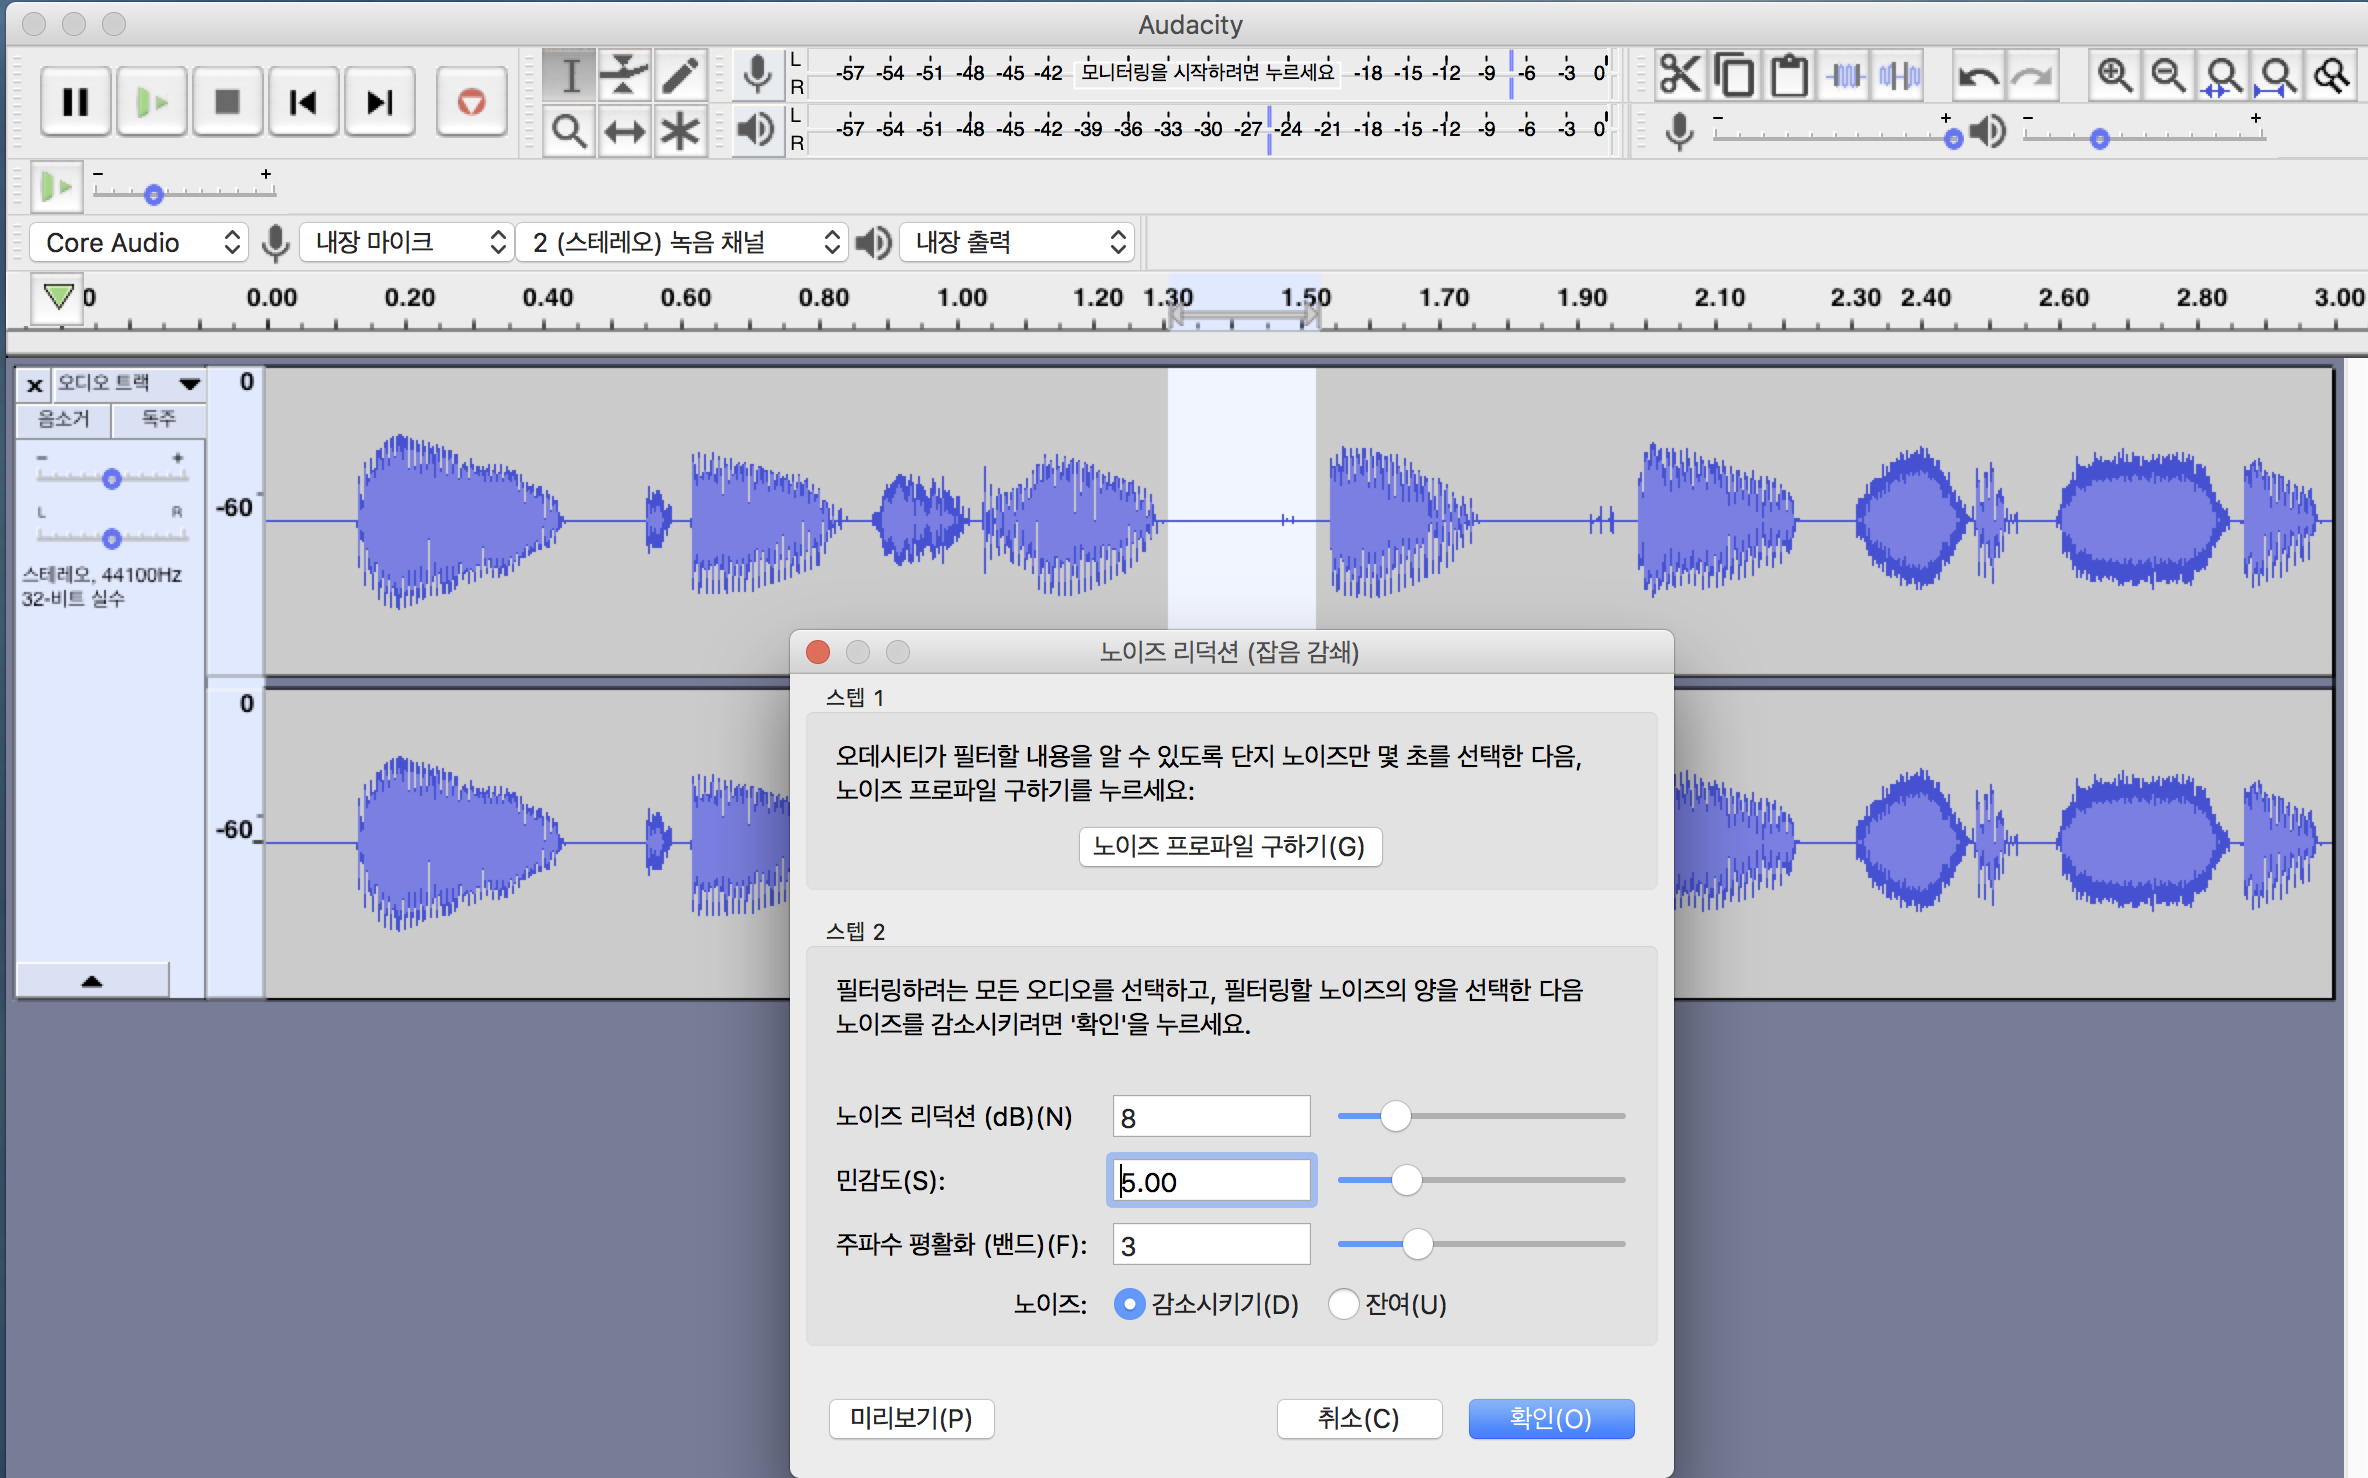 Audacity
L
R
-57 -54 -51 -48 -45 -42 모니터링을 시작하려면 누르세요 -18 -15 -12 -9 -6 -3 0
L
R
-57 -54 -51 -48 -45 -42 -39 -36 -33 -30 -27 -24 -21 -18 -15 -12 -9 -6 -3 0
- +
- +
- +
Core Audio
내장 마이크
2 (스테레오) 녹음 채널
내장 출력
0 0.00 0.20 0.40 0.60 0.80 1.00 1.20 1.30 1.50 1.70 1.90 2.10 2.30 2.40 2.60 2.80 3.00
x 오디오 트랙
음소거 독주
- +
L R
스테레오, 44100Hz
32-비트 실수
0
-60
0
-60
노이즈 리덕션 (잡음 감쇄)
스텝 1
오데시티가 필터할 내용을 알 수 있도록 단지 노이즈만 몇 초를 선택한 다음,
노이즈 프로파일 구하기를 누르세요:
노이즈 프로파일 구하기(G)
스텝 2
필터링하려는 모든 오디오를 선택하고, 필터링할 노이즈의 양을 선택한 다음
노이즈를 감소시키려면 '확인'을 누르세요.
노이즈 리덕션 (dB)(N) 8
민감도(S): 5.00
주파수 평활화 (밴드)(F): 3
노이즈: 감소시키기(D) 잔여(U)
미리보기(P) 취소(C) 확인(O)